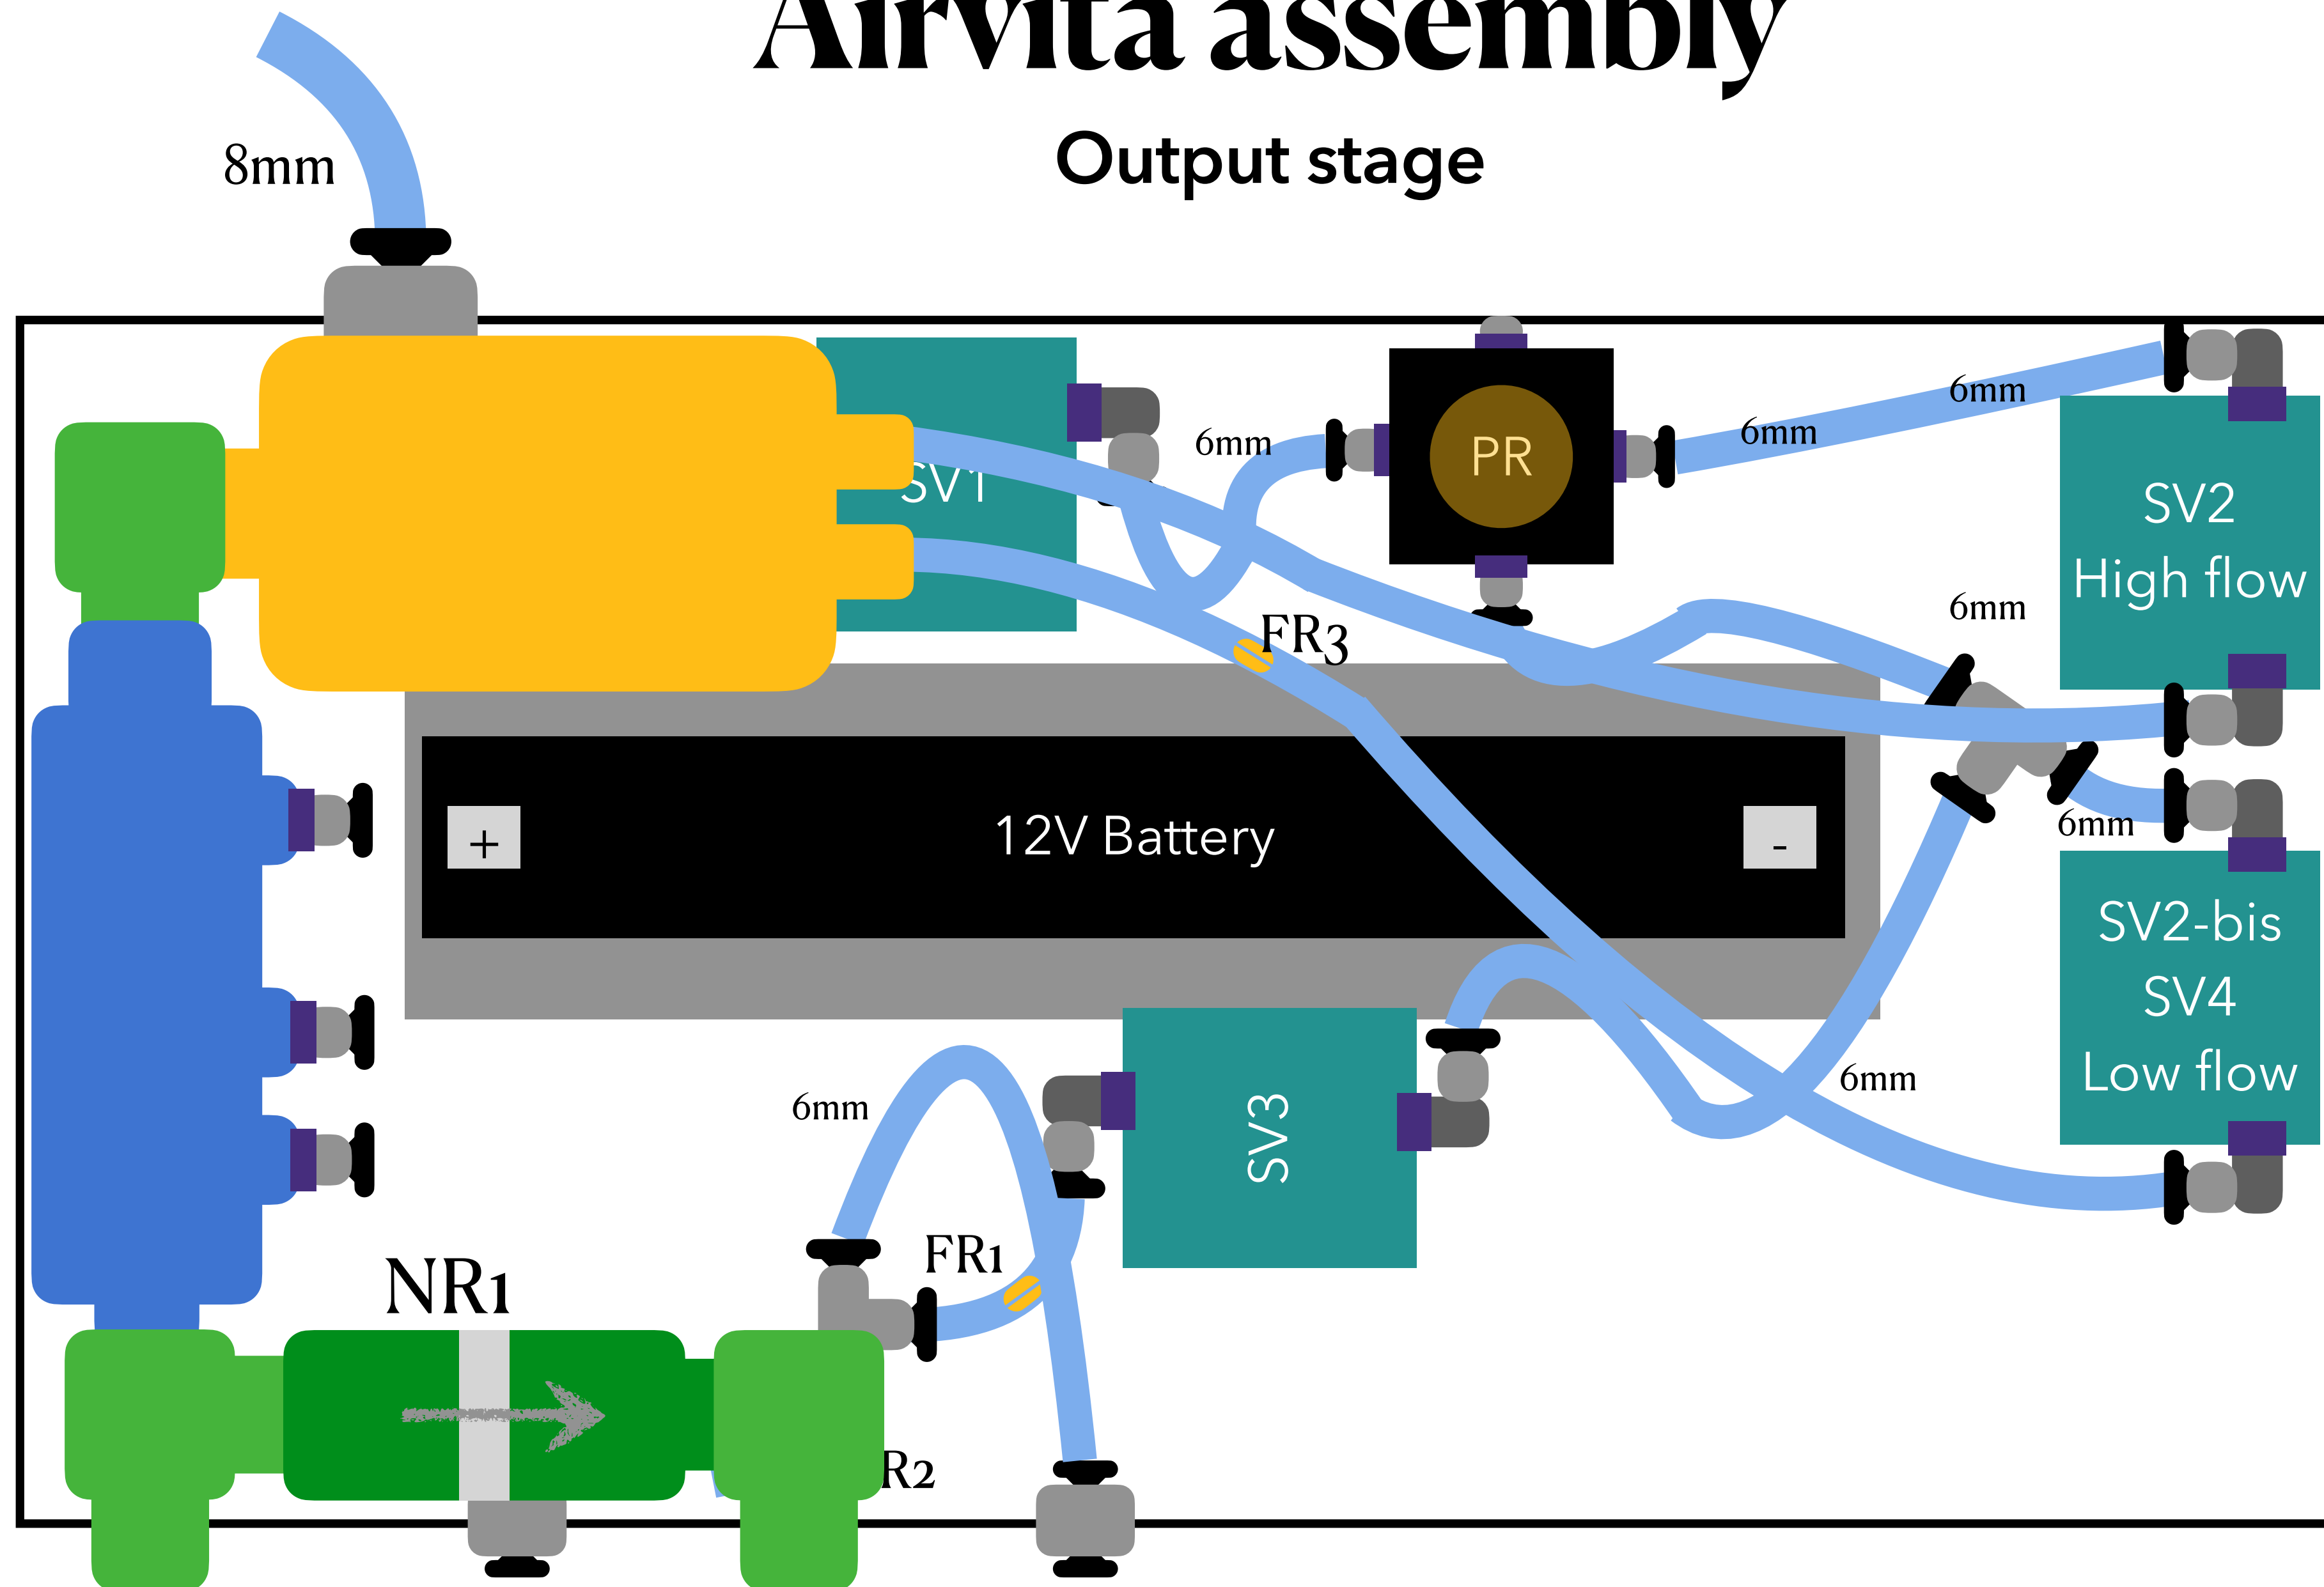 Airvita assembly
Output stage
8mm
6mm
6mm
6mm
PR
SV1
SV2
High flow
6mm
FR3
+
12V Battery
-
6mm
SV2-bis
SV4
Low flow
6mm
6mm
SV3
FR1
NR1
R2